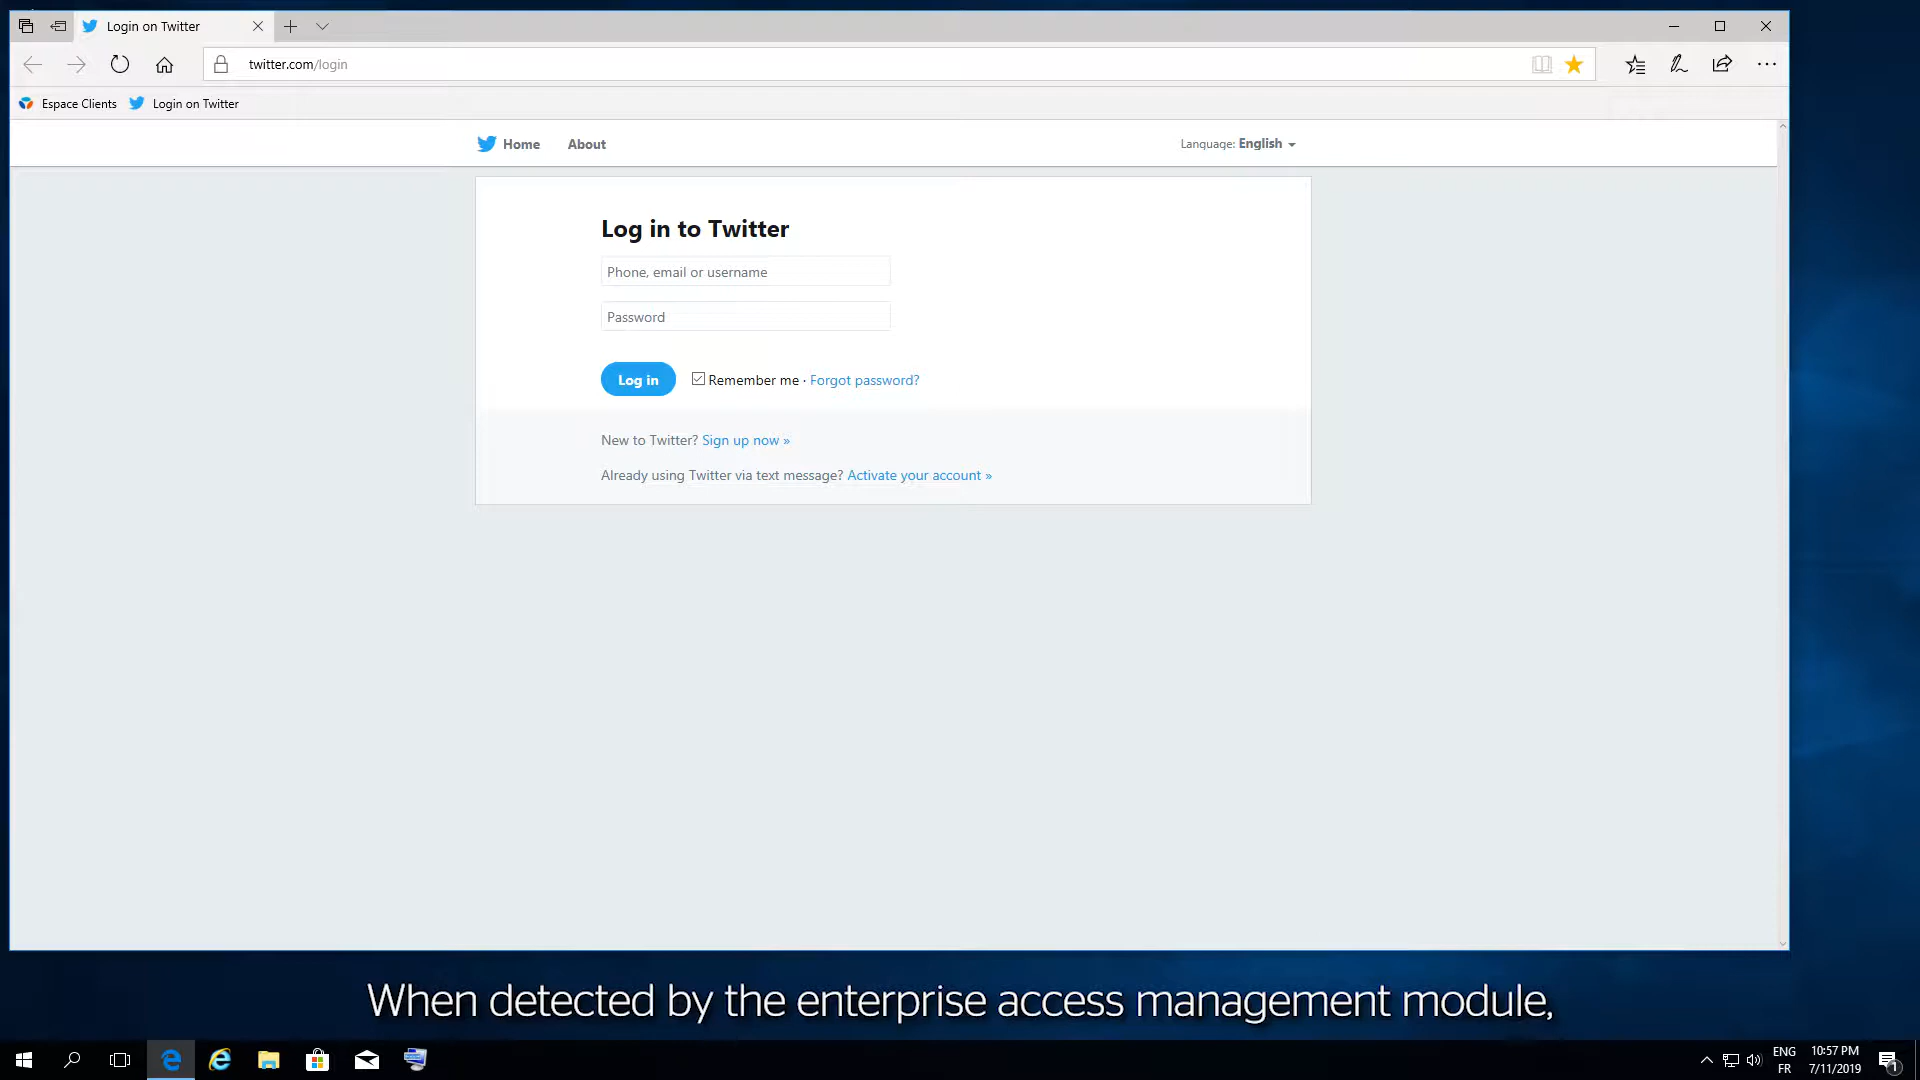 Login on Twitter
twitter.com/login
Espace Clients Login on Twitter
Home About Language: English
Log in to Twitter
Phone, email or username
Password
Log in Remember me · Forgot password?
New to Twitter? Sign up now »
Already using Twitter via text message? Activate your account »
When detected by the enterprise access management module,
ENG 10:57 PM
FR 7/11/2019 1